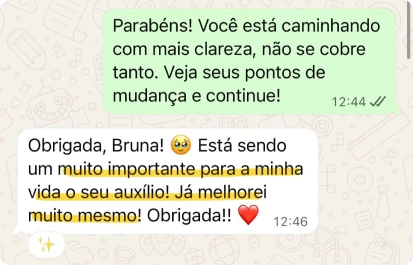 Parabéns! Você está caminhando
com mais clareza, não se cobre
tanto. Veja seus pontos de
mudança e continue!
12:44
Obrigada, Bruna! 🥹 Está sendo
um muito importante para a minha
vida o seu auxílio! Já melhorei
muito mesmo! Obrigada!! ❤️
12:46